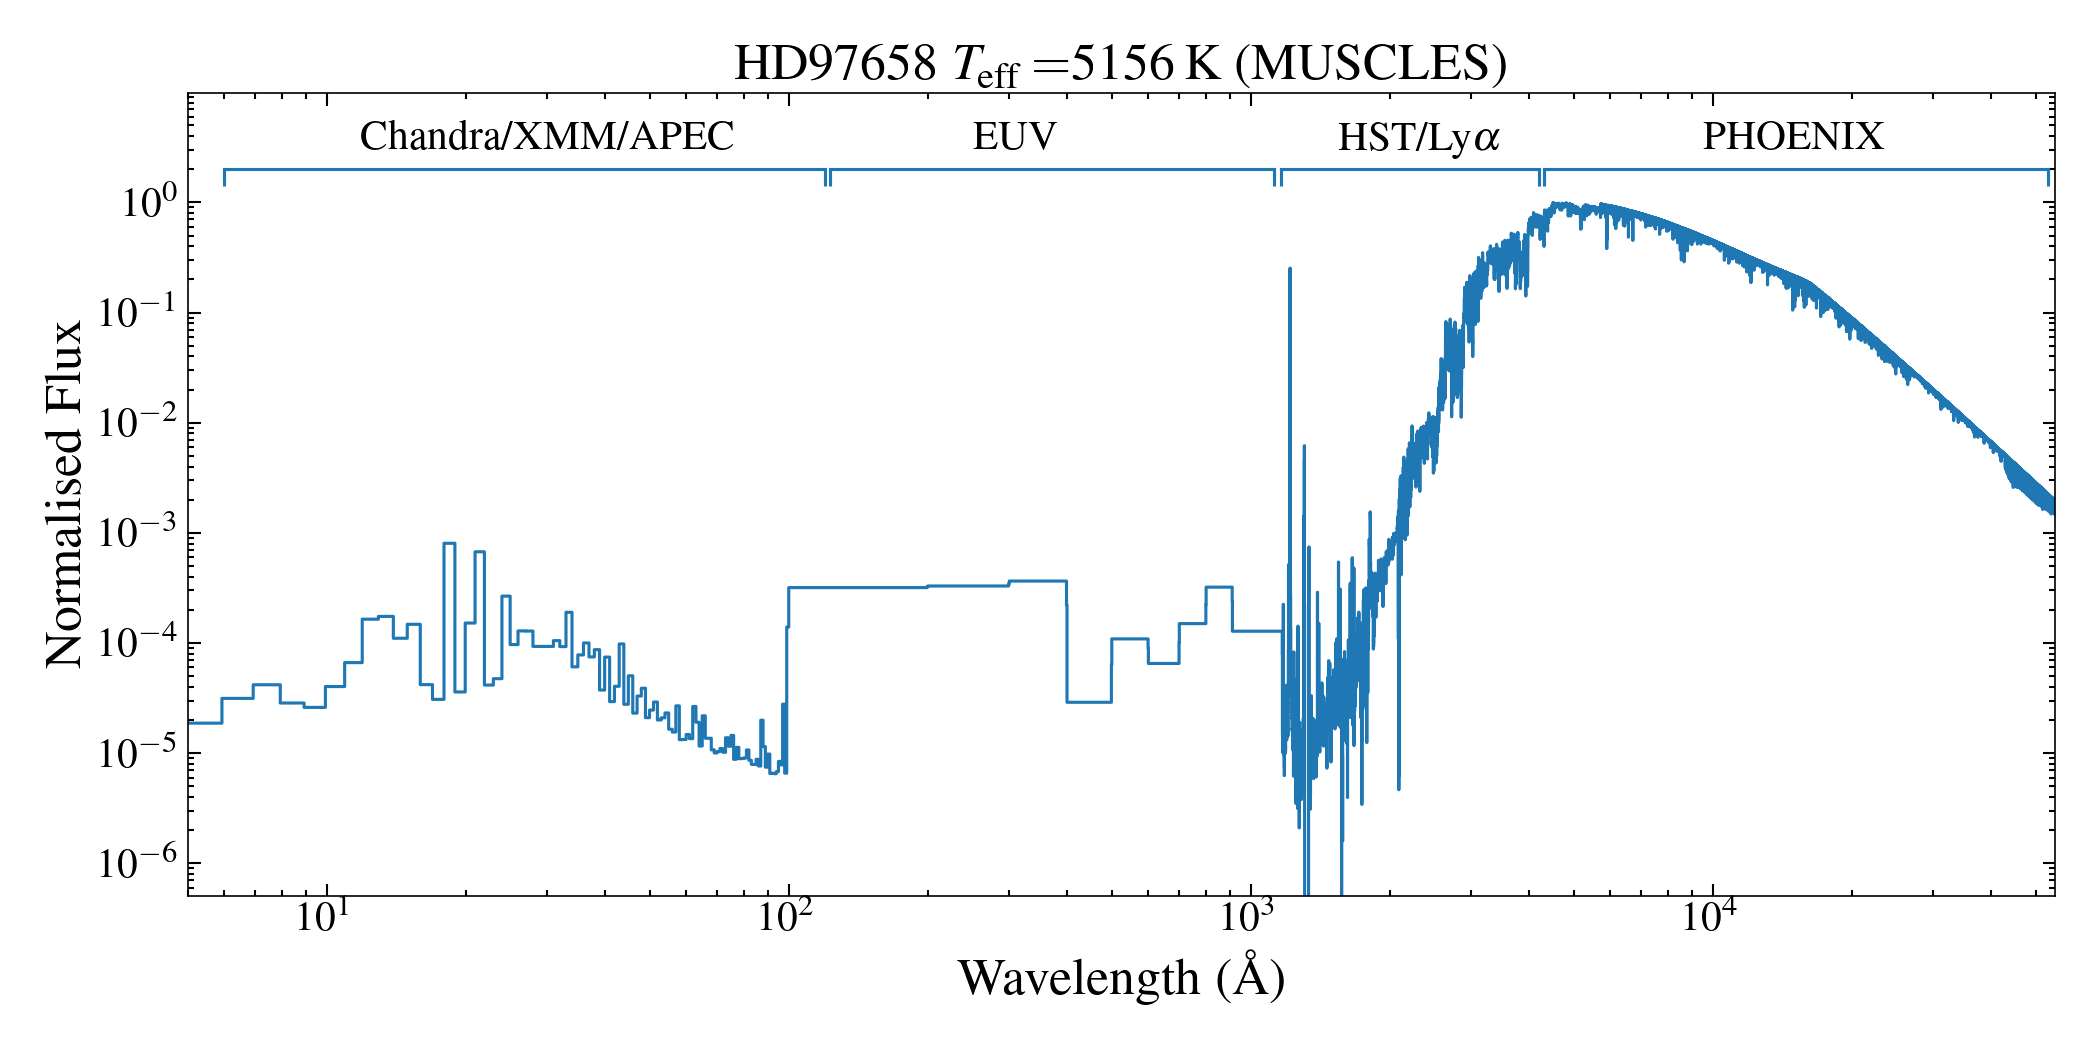 HD97658 T_eff =5156 K (MUSCLES)
Chandra/XMM/APEC EUV HST/Lyα PHOENIX
Normalised Flux
10^0
10^−1
10^−2
10^−3
10^−4
10^−5
10^−6
10^1 10^2 10^3 10^4
Wavelength (Å)